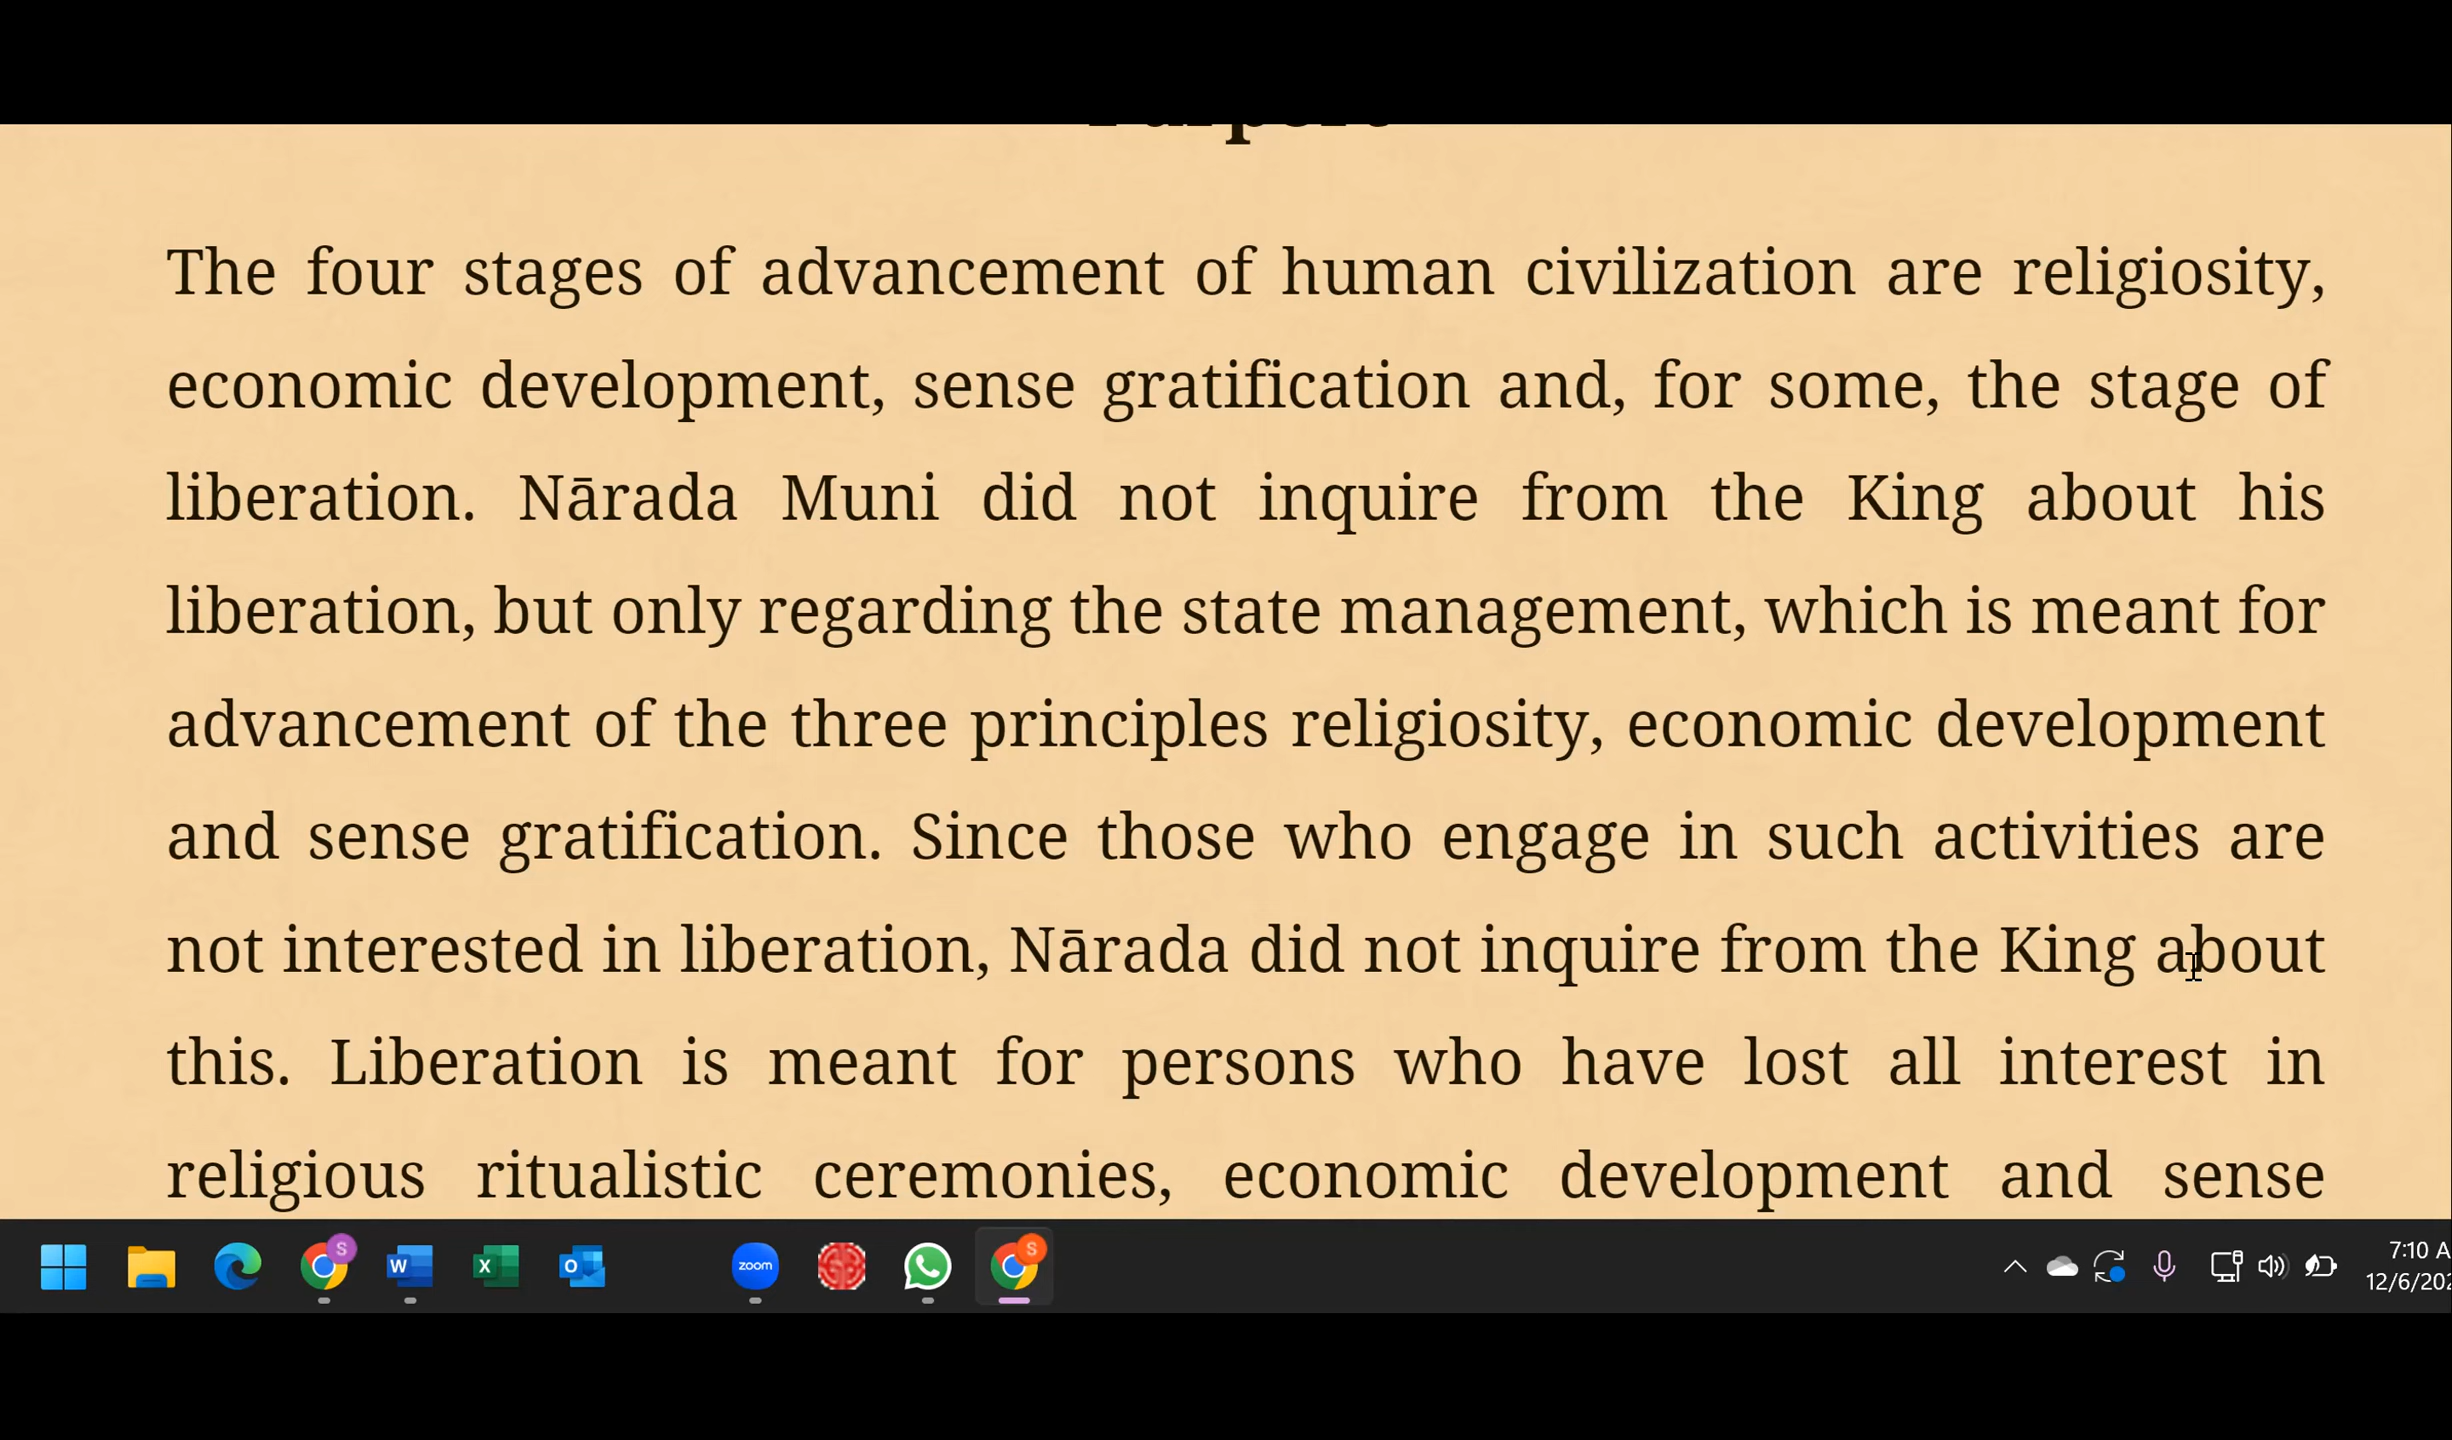 Purport
The four stages of advancement of human civilization are religiosity,
economic development, sense gratification and, for some, the stage of
liberation. Nārada Muni did not inquire from the King about his
liberation, but only regarding the state management, which is meant for
advancement of the three principles religiosity, economic development
and sense gratification. Since those who engage in such activities are
not interested in liberation, Nārada did not inquire from the King about
this. Liberation is meant for persons who have lost all interest in
religious ritualistic ceremonies, economic development and sense
S W X O zoom S
7:10 A
12/6/202